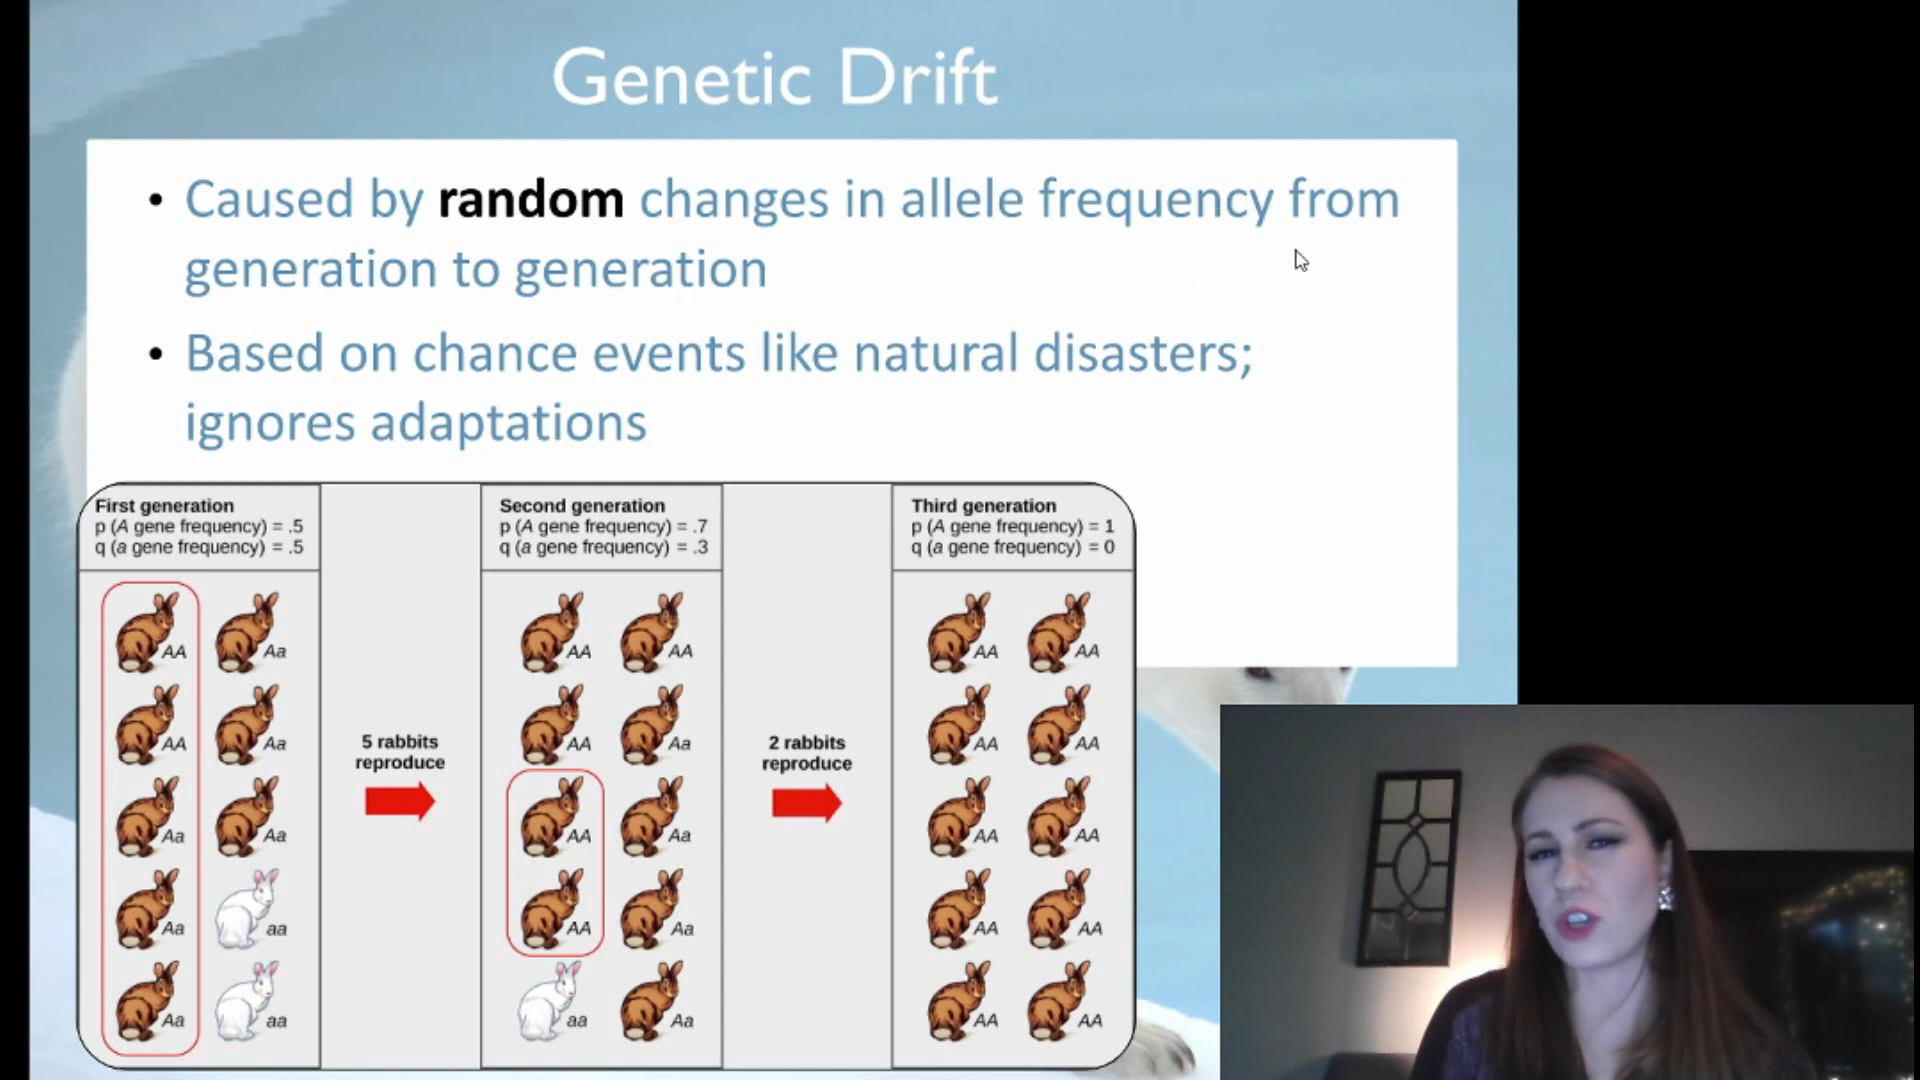 Genetic Drift
• Caused by random changes in allele frequency from
generation to generation
• Based on chance events like natural disasters;
ignores adaptations
First generation
p (A gene frequency) = .5
q (a gene frequency) = .5
AA Aa
AA Aa
Aa Aa
Aa aa
Aa aa
5 rabbits
reproduce
Second generation
p (A gene frequency) = .7
q (a gene frequency) = .3
AA AA
AA Aa
AA Aa
AA Aa
aa Aa
2 rabbits
reproduce
Third generation
p (A gene frequency) = 1
q (a gene frequency) = 0
AA AA
AA AA
AA AA
AA AA
AA AA